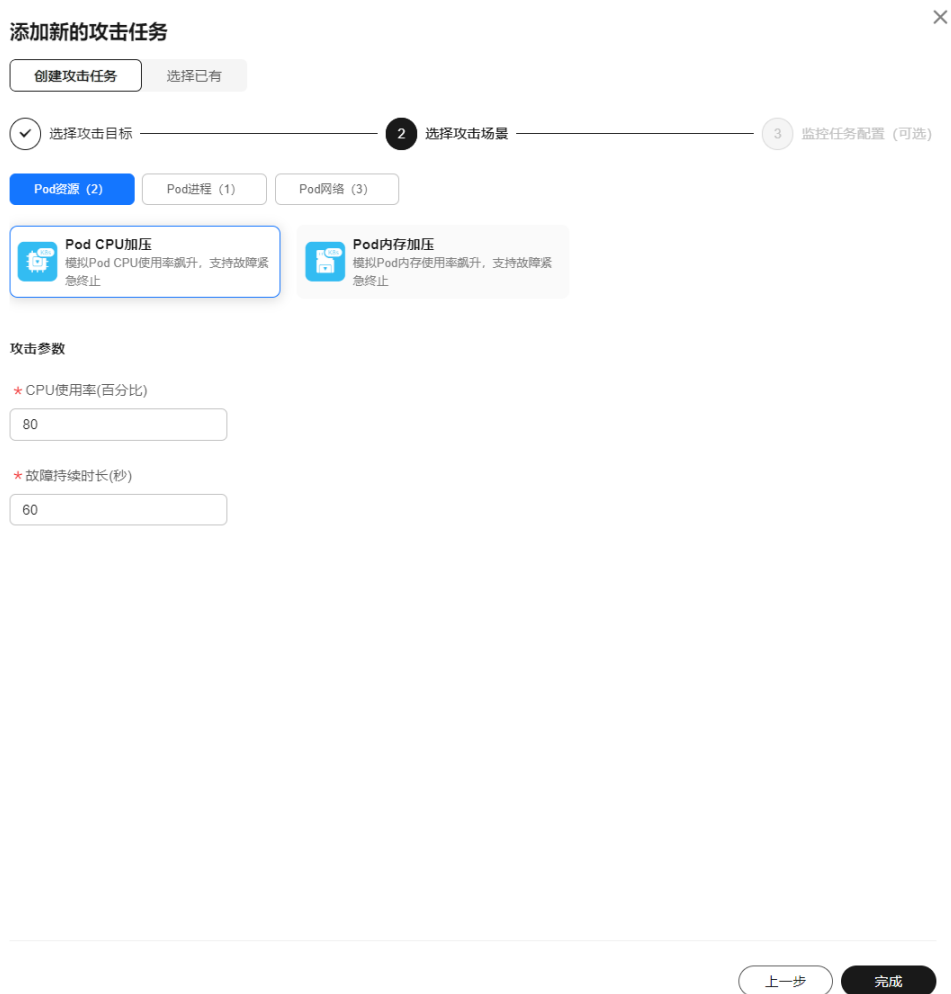 添加新的攻击任务
创建攻击任务
选择已有
选择攻击目标
2 选择攻击场景
3 监控任务配置（可选）
Pod资源（2）
Pod进程（1）
Pod网络（3）
Pod CPU加压
模拟Pod CPU使用率飙升，支持故障紧
急终止
Pod内存加压
模拟Pod内存使用率飙升，支持故障紧
急终止
攻击参数
* CPU使用率(百分比)
80
* 故障持续时长(秒)
60
上一步
完成